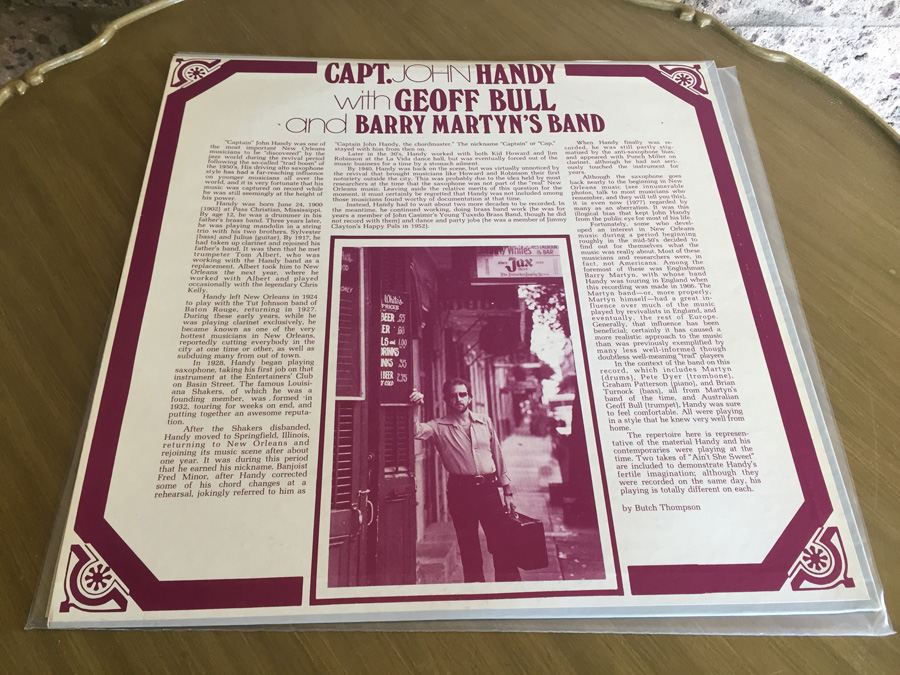 CAPT. JOHN HANDY
with GEOFF BULL
and BARRY MARTYN'S BAND
"Captain" John Handy was one of
the most important New Orleans
musicians to be "discovered" by the
jazz world during the revival period
following the so-called "trad boom" of
the 1950's. His driving alto saxophone
style has had a far-reaching influence
on younger musicians all over the
world, and it is very fortunate that his
music was captured on record while
he was still seemingly at the height of
his power.
Handy was born June 24, 1900
(1902) at Pass Christian, Mississippi.
By age 12, he was a drummer in his
father's brass band. Three years later,
he was playing mandolin in a string
trio with his two brothers, Sylvester
(bass) and Julius (guitar). By 1917, he
had taken up clarinet and rejoined his
father's band. It was then that he met
trumpeter Tom Albert, who was
working with the Handy band as a
replacement. Albert took him to New
Orleans the next year, where he
worked with Albert and played
occasionally with the legendary Chris
Kelly.
Handy left New Orleans in 1924
to play with the Tut Johnson band of
Baton Rouge, returning in 1927.
During these early years, while he
was playing clarinet exclusively, he
became known as one of the very
hottest musicians in New Orleans,
reportedly cutting everybody in the
city at one time or other, as well as
subduing many from out of town.
In 1928, Handy began playing
saxophone, taking his first job on that
instrument at the Entertainers' Club
on Basin Street. The famous Louisi-
ana Shakers, of which he was a
founding member, was formed in
1932, touring for weeks on end, and
putting together an awesome reputa-
tion.
After the Shakers disbanded,
Handy moved to Springfield, Illinois,
returning to New Orleans and
rejoining its music scene after about
one year. It was during this period
that he earned his nickname. Banjoist
Fred Minor, after Handy corrected
some of his chord changes at a
rehearsal, jokingly referred to him as
"Captain John Handy, the chordmaster." The nickname "Captain" or "Cap,"
stayed with him from then on.
Later in the 30's, Handy worked with both Kid Howard and Jim
Robinson at the La Vida dance hall, but was eventually forced out of the
music business for a time by a stomach ailment.
By 1940, Handy was back on the scene, but was virtually unnoticed by
the revival that brought musicians like Howard and Robinson their first
notoriety outside the city. This was probably due to the idea held by most
researchers at the time that the saxophone was not part of the "real" New
Orleans music. Leaving aside the relative merits of this question for the
moment, it must certainly be regretted that Handy was not included among
those musicians found worthy of documentation at that time.
Instead, Handy had to wait about two more decades to be recorded. In
the meantime, he continued working, doing brass band work (he was for
years a member of John Casimir's Young Tuxedo Brass Band, though he did
not record with them) and dance and party jobs (he was a member of Jimmy
Clayton's Happy Pals in 1952).
When Handy finally was re-
corded, he was still partly stig-
matized by the anti-saxophone bias,
and appeared with Punch Miller on
clarinet, although he had not seri-
ously touched the instrument in
years.
Although the saxophone goes
back nearly to the beginning in New
Orleans music (see innumerable
photos, talk to most musicians who
remember, and they will tell you this),
it is even now (1977) regarded by
many as an aberration. It was this
illogical bias that kept John Handy
from the public eye for most of his life.
Fortunately, some who devel-
oped an interest in New Orleans
music during a period beginning
roughly in the mid-50's decided to
find out for themselves what the
music was really about. Most of these
musicians and researchers were, in
fact, not Americans. Among the
foremost of these was Englishman
Barry Martyn, with whose band
Handy was touring in England when
this recording was made in 1966. The
Martyn band—or, more properly,
Martyn himself—had a great in-
fluence over much of the music
played by revivalists in England, and
eventually, the rest of Europe.
Generally, that influence has been
beneficial; certainly it has caused a
more realistic approach to the music
than was previously exemplified by
many less well-informed though
doubtless well-meaning "trad" players
In the context of the band on this
record, which includes Martyn
(drums), Pete Dyer (trombone),
Graham Patterson (piano), and Brian
Turnock (bass), all from Martyn's
band of the time, and Australian
Geoff Bull (trumpet), Handy was sure
to feel comfortable. All were playing
in a style that he knew very well from
home.
The repertoire here is represen-
tative of the material Handy and his
contemporaries were playing at the
time. Two takes of "Ain't She Sweet"
are included to demonstrate Handy's
fertile imagination; although they
were recorded on the same day, his
playing is totally different on each.
by Butch Thompson
BAR
Jax
ONLY
White's
PRICES
BEER .55
ER .60
LS and 1.00
DRINKS
INKS .55
BEER 2.35